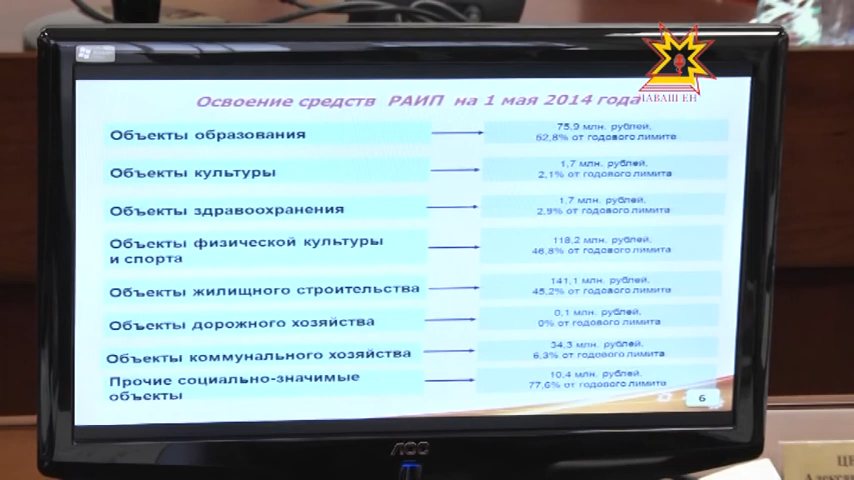 Освоение средств РАИП на 1 мая 2014 года
ЧАВАШ ЕН
Объекты образования
75,9 млн. рублей,
62,8% от годового лимита
Объекты культуры
1,7 млн. рублей,
2,1% от годового лимита
Объекты здравоохранения
1,7 млн. рублей,
2,9% от годового лимита
Объекты физической культуры
и спорта
118,2 млн. рублей,
46,8% от годового лимита
Объекты жилищного строительства
141,1 млн. рублей,
45,2% от годового лимита
Объекты дорожного хозяйства
0,1 млн. рублей,
0% от годового лимита
Объекты коммунального хозяйства
34,3 млн. рублей,
6,3% от годового лимита
Прочие социально-значимые
объекты
10,4 млн. рублей,
77,6% от годового лимита
6
AOC